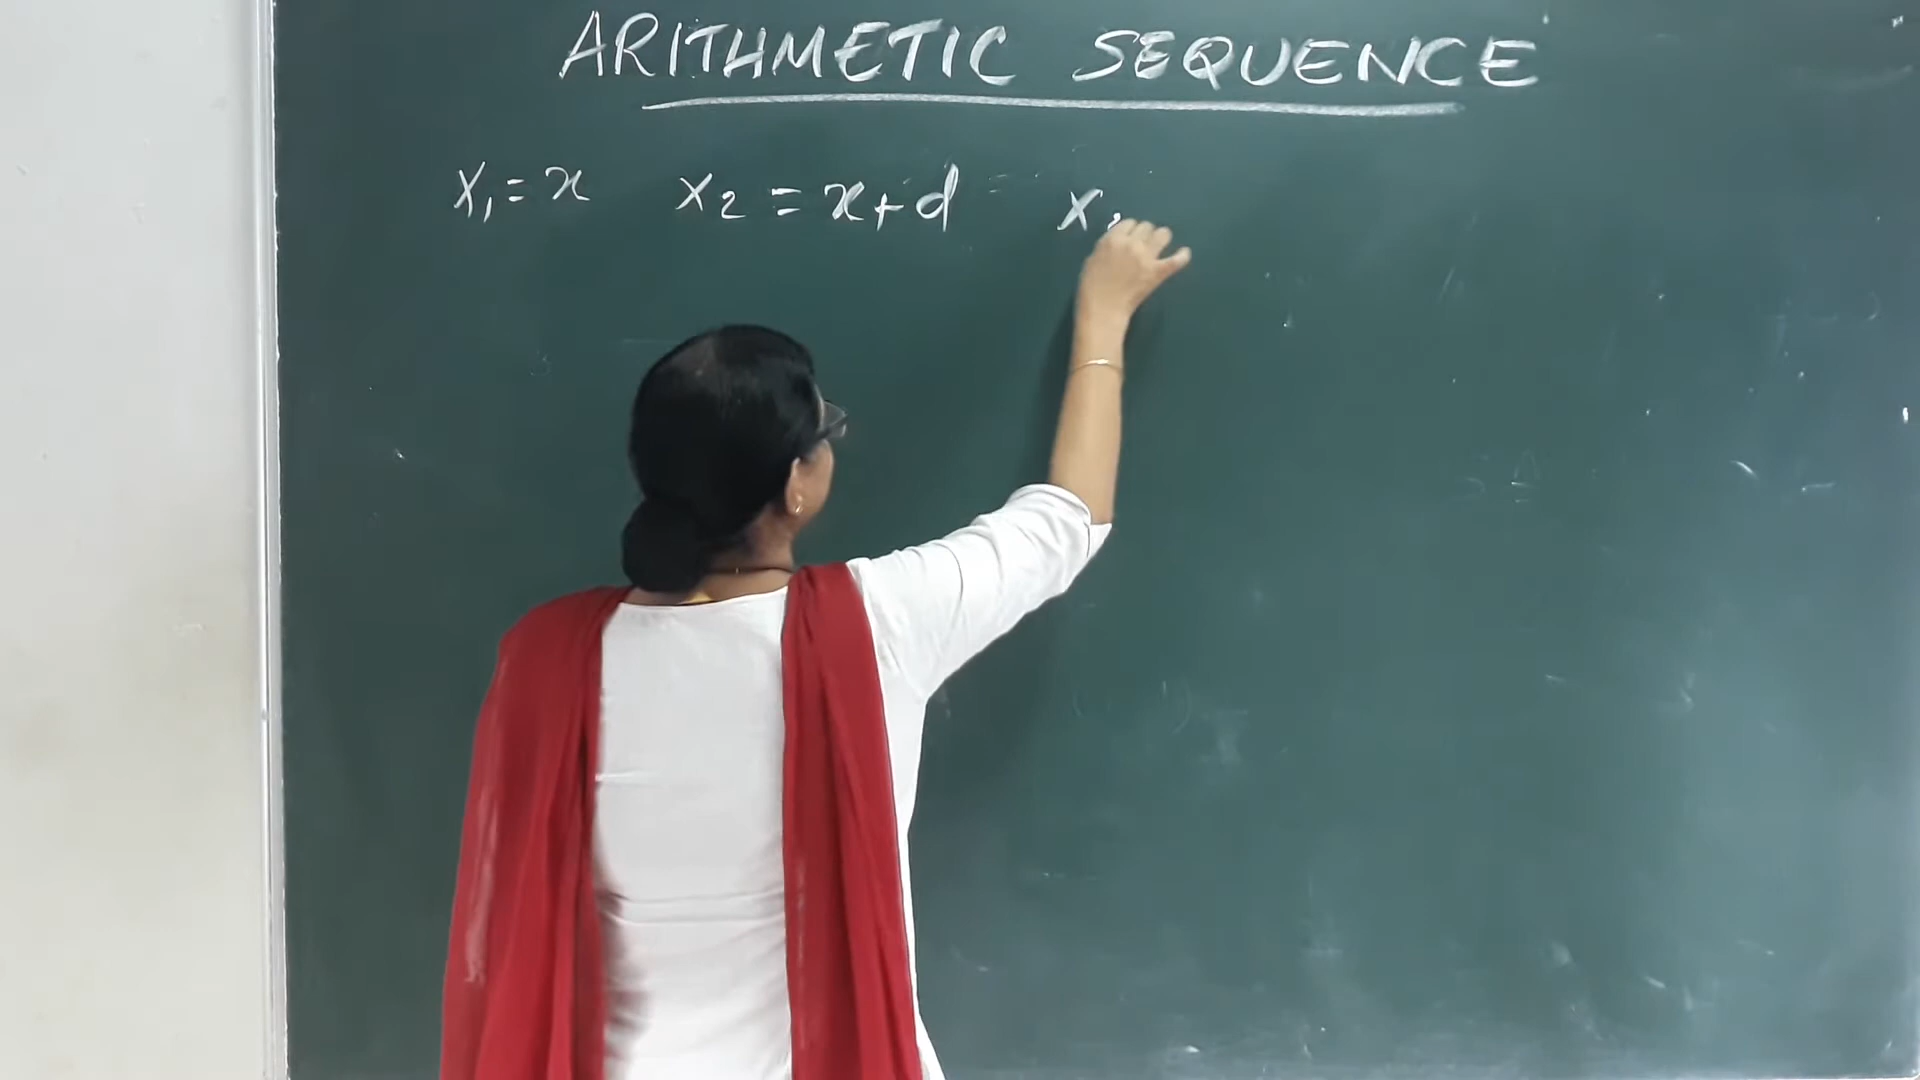 ARITHMETIC SEQUENCE
x₁ = x x₂ = x+d x